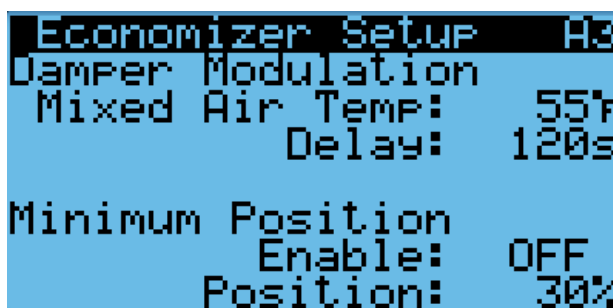 Economizer Setup A3
Damper Modulation
Mixed Air Temp: 55°F
Delay: 120s
Minimum Position
Enable: OFF
Position: 30%